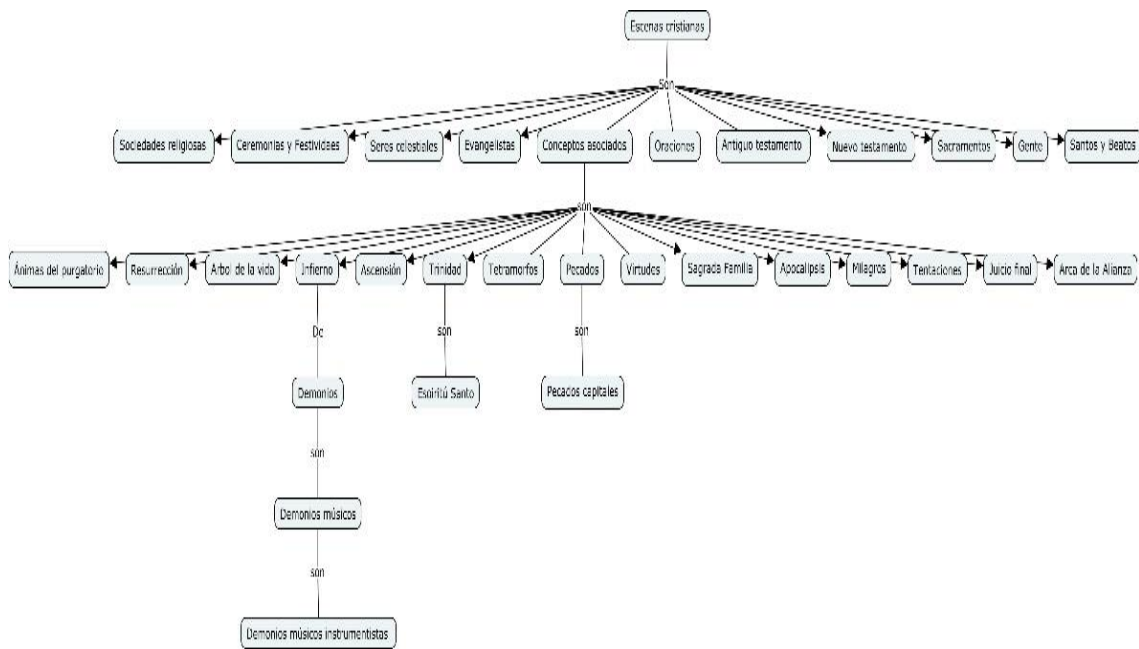 Escenas cristianas
Son
Sociedades religiosas
Ceremonias y Festividaes
Seres celestiales
Evangelistas
Conceptos asociados
Oraciones
Antiguo testamento
Nuevo testamento
Sacramentos
Gente
Santos y Beatos
son
Ánimas del purgatorio
Resurrección
Arbol de la vida
Infierno
Ascensión
Trinidad
Tetramorfos
Pecados
Virtudes
Sagrada Familia
Apocalipsis
Milagros
Tentaciones
Juicio final
Arca de la Alianza
De
son
son
Demonios
Esoiritú Santo
Pecados capitales
son
Demonios músicos
son
Demonios músicos instrumentistas